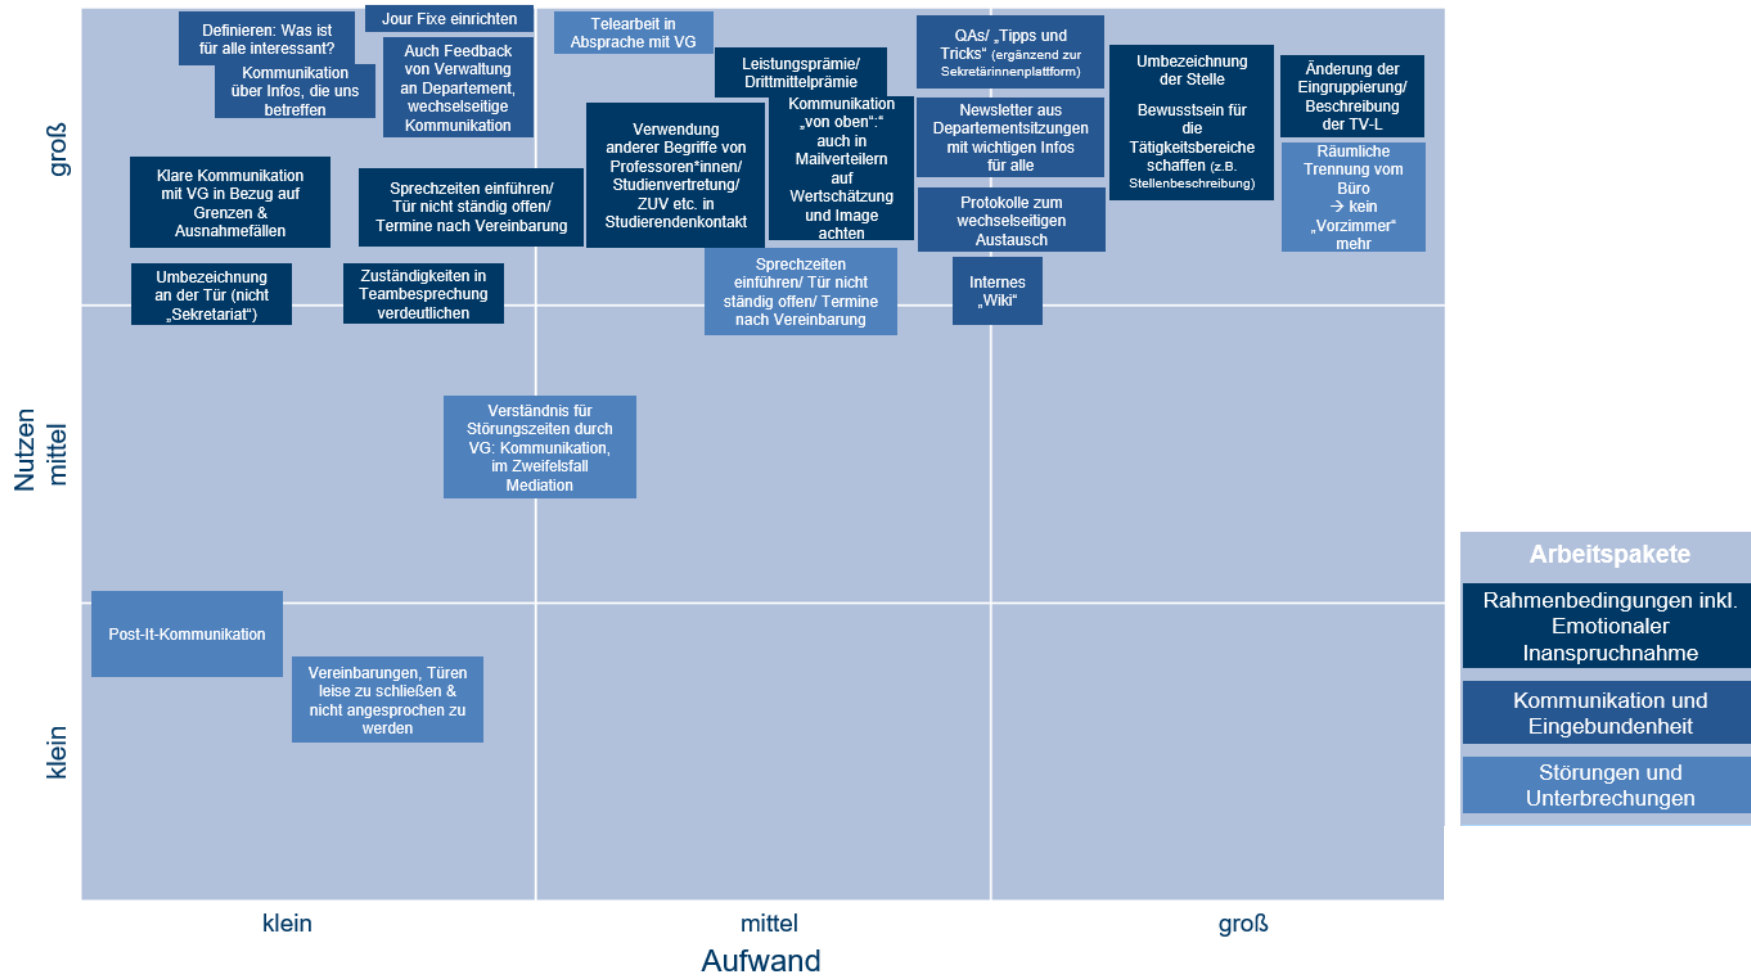 Definieren: Was ist
für alle interessant?
Jour Fixe einrichten
Kommunikation
über Infos, die uns
betreffen
Auch Feedback
von Verwaltung
an Departement,
wechselseitige
Kommunikation
Telearbeit in
Absprache mit VG
Leistungsprämie/
Drittmittelprämie
QAs/ „Tipps und
Tricks“ (ergänzend zur
Sekretärinnenplattform)
Umbezeichnung
der Stelle
Bewusstsein für
die
Tätigkeitsbereiche
schaffen (z.B.
Stellenbeschreibung)
Änderung der
Eingruppierung/
Beschreibung
der TV-L
Klare Kommunikation
mit VG in Bezug auf
Grenzen &
Ausnahmefällen
Sprechzeiten einführen/
Tür nicht ständig offen/
Termine nach Vereinbarung
Verwendung
anderer Begriffe von
Professoren*innen/
Studienvertretung/
ZUV etc. in
Studierendenkontakt
Kommunikation
„von oben“:“
auch in
Mailverteilern
auf
Wertschätzung
und Image
achten
Newsletter aus
Departementsitzungen
mit wichtigen Infos
für alle
Räumliche
Trennung vom
Büro
→ kein
„Vorzimmer“
mehr
Protokolle zum
wechselseitigen
Austausch
Umbezeichnung
an der Tür (nicht
„Sekretariat“)
Zuständigkeiten in
Teambesprechung
verdeutlichen
Sprechzeiten
einführen/ Tür nicht
ständig offen/ Termine
nach Vereinbarung
Internes
„Wiki“
Verständnis für
Störungszeiten durch
VG: Kommunikation,
im Zweifelsfall
Mediation
Post-It-Kommunikation
Vereinbarungen, Türen
leise zu schließen &
nicht angesprochen zu
werden
groß
Nutzen
mittel
klein
klein
mittel
groß
Aufwand
Arbeitspakete
Rahmenbedingungen inkl.
Emotionaler
Inanspruchnahme
Kommunikation und
Eingebundenheit
Störungen und
Unterbrechungen